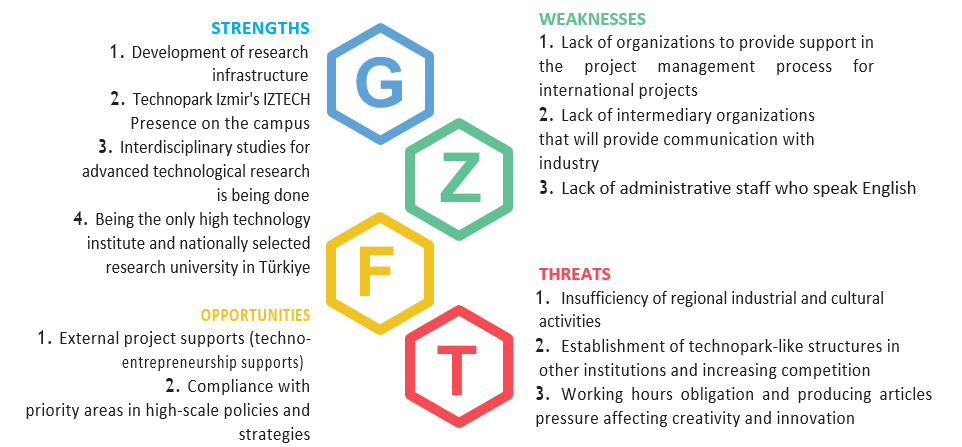 STRENGTHS
1. Development of research
infrastructure
2. Technopark Izmir's IZTECH
Presence on the campus
3. Interdisciplinary studies for
advanced technological research
is being done
4. Being the only high technology
institute and nationally selected
research university in Türkiye
G
WEAKNESSES
1. Lack of organizations to provide support in
the project management process for
international projects
2. Lack of intermediary organizations
that will provide communication with
industry
3. Lack of administrative staff who speak English
Z
OPPORTUNITIES
1. External project supports (techno-
entrepreneurship supports)
2. Compliance with
priority areas in high-scale policies and
strategies
F
THREATS
1. Insufficiency of regional industrial and cultural
activities
2. Establishment of technopark-like structures in
other institutions and increasing competition
3. Working hours obligation and producing articles
pressure affecting creativity and innovation
T